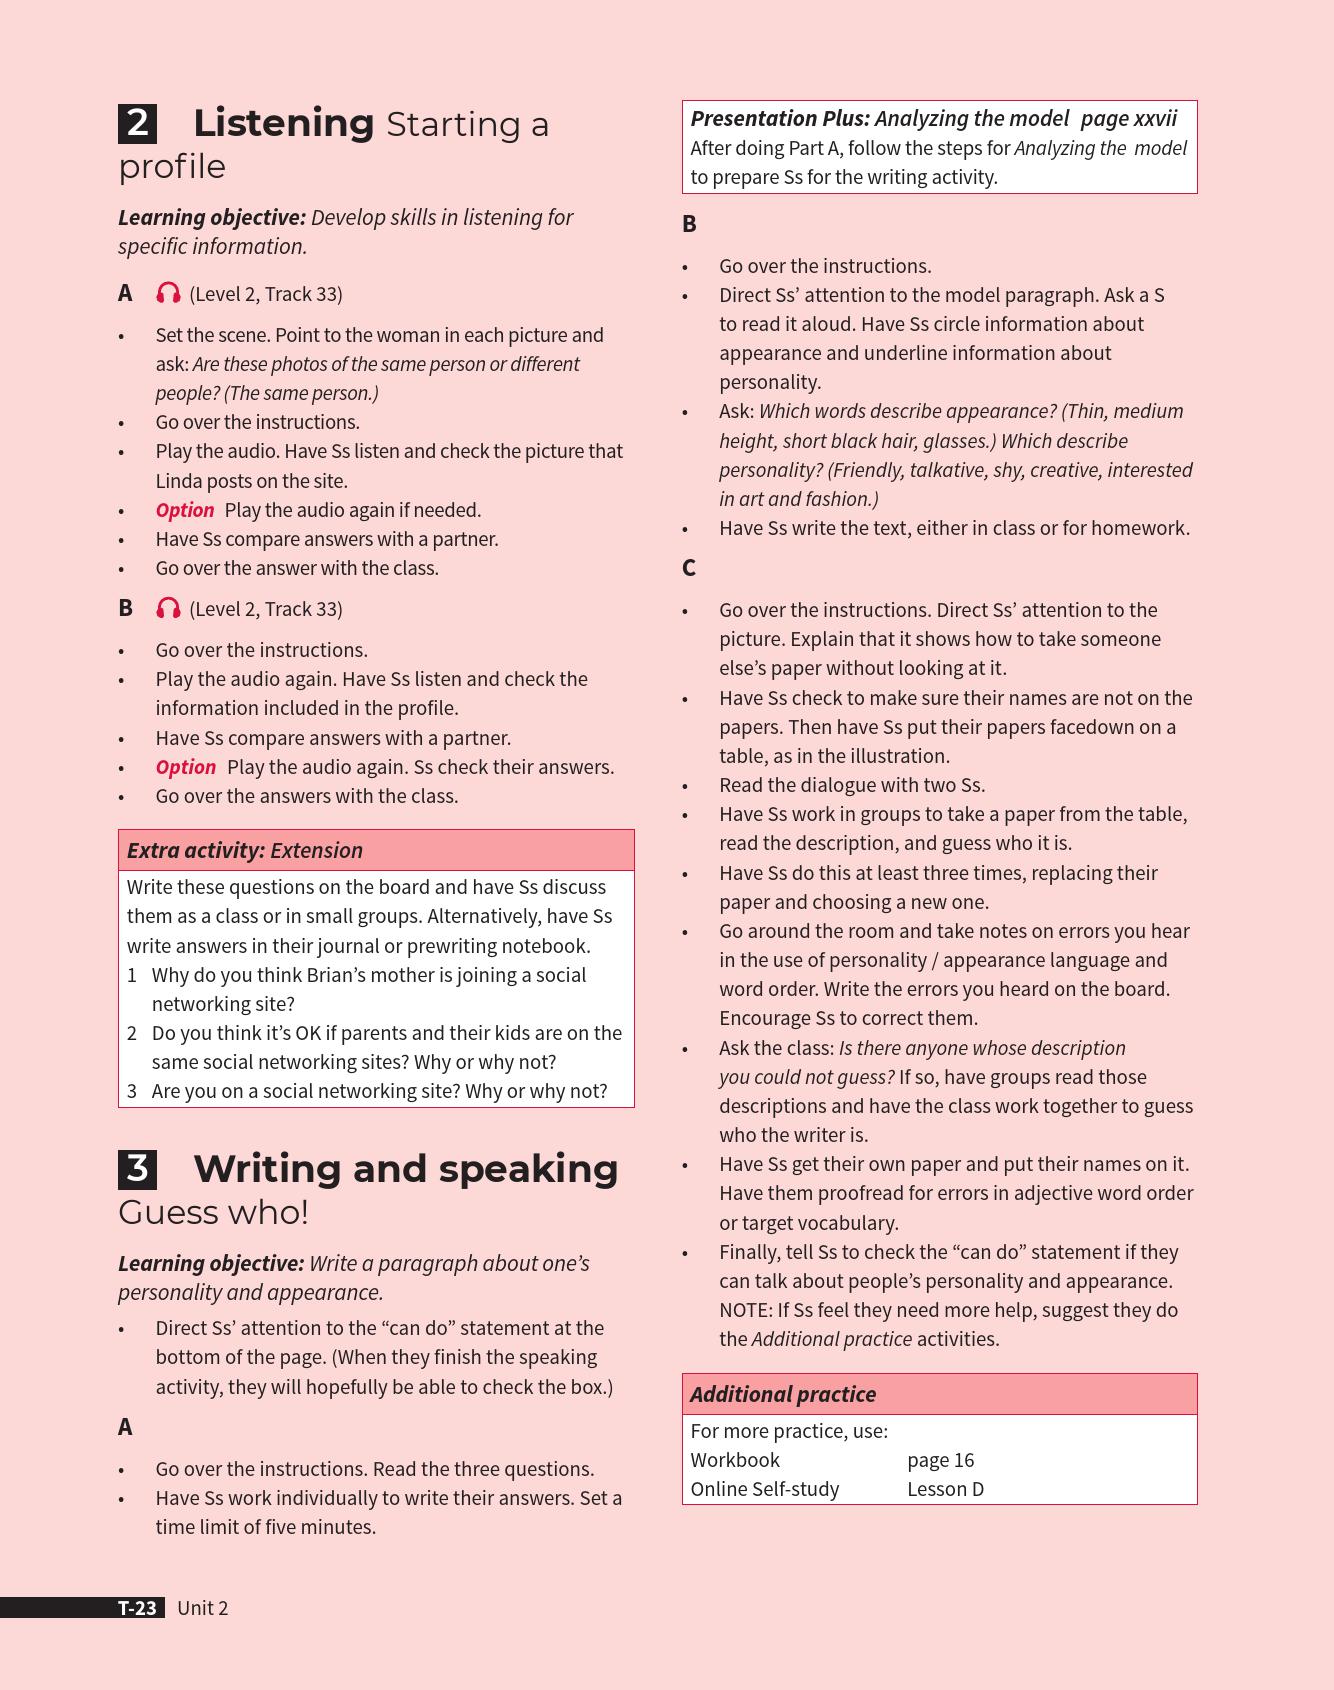 2 Listening Starting a
profile
Learning objective: Develop skills in listening for
specific information.
A (Level 2, Track 33)
• Set the scene. Point to the woman in each picture and
ask: Are these photos of the same person or different
people? (The same person.)
• Go over the instructions.
• Play the audio. Have Ss listen and check the picture that
Linda posts on the site.
• Option Play the audio again if needed.
• Have Ss compare answers with a partner.
• Go over the answer with the class.
B (Level 2, Track 33)
• Go over the instructions.
• Play the audio again. Have Ss listen and check the
information included in the profile.
• Have Ss compare answers with a partner.
• Option Play the audio again. Ss check their answers.
• Go over the answers with the class.
Extra activity: Extension
Write these questions on the board and have Ss discuss
them as a class or in small groups. Alternatively, have Ss
write answers in their journal or prewriting notebook.
1 Why do you think Brian’s mother is joining a social
networking site?
2 Do you think it’s OK if parents and their kids are on the
same social networking sites? Why or why not?
3 Are you on a social networking site? Why or why not?
3 Writing and speaking
Guess who!
Learning objective: Write a paragraph about one’s
personality and appearance.
• Direct Ss’ attention to the “can do” statement at the
bottom of the page. (When they finish the speaking
activity, they will hopefully be able to check the box.)
A
• Go over the instructions. Read the three questions.
• Have Ss work individually to write their answers. Set a
time limit of five minutes.
Presentation Plus: Analyzing the model page xxvii
After doing Part A, follow the steps for Analyzing the model
to prepare Ss for the writing activity.
B
• Go over the instructions.
• Direct Ss’ attention to the model paragraph. Ask a S
to read it aloud. Have Ss circle information about
appearance and underline information about
personality.
• Ask: Which words describe appearance? (Thin, medium
height, short black hair, glasses.) Which describe
personality? (Friendly, talkative, shy, creative, interested
in art and fashion.)
• Have Ss write the text, either in class or for homework.
C
• Go over the instructions. Direct Ss’ attention to the
picture. Explain that it shows how to take someone
else’s paper without looking at it.
• Have Ss check to make sure their names are not on the
papers. Then have Ss put their papers facedown on a
table, as in the illustration.
• Read the dialogue with two Ss.
• Have Ss work in groups to take a paper from the table,
read the description, and guess who it is.
• Have Ss do this at least three times, replacing their
paper and choosing a new one.
• Go around the room and take notes on errors you hear
in the use of personality / appearance language and
word order. Write the errors you heard on the board.
Encourage Ss to correct them.
• Ask the class: Is there anyone whose description
you could not guess? If so, have groups read those
descriptions and have the class work together to guess
who the writer is.
• Have Ss get their own paper and put their names on it.
Have them proofread for errors in adjective word order
or target vocabulary.
• Finally, tell Ss to check the “can do” statement if they
can talk about people’s personality and appearance.
NOTE: If Ss feel they need more help, suggest they do
the Additional practice activities.
Additional practice
For more practice, use:
Workbook page 16
Online Self-study Lesson D
T-23 Unit 2